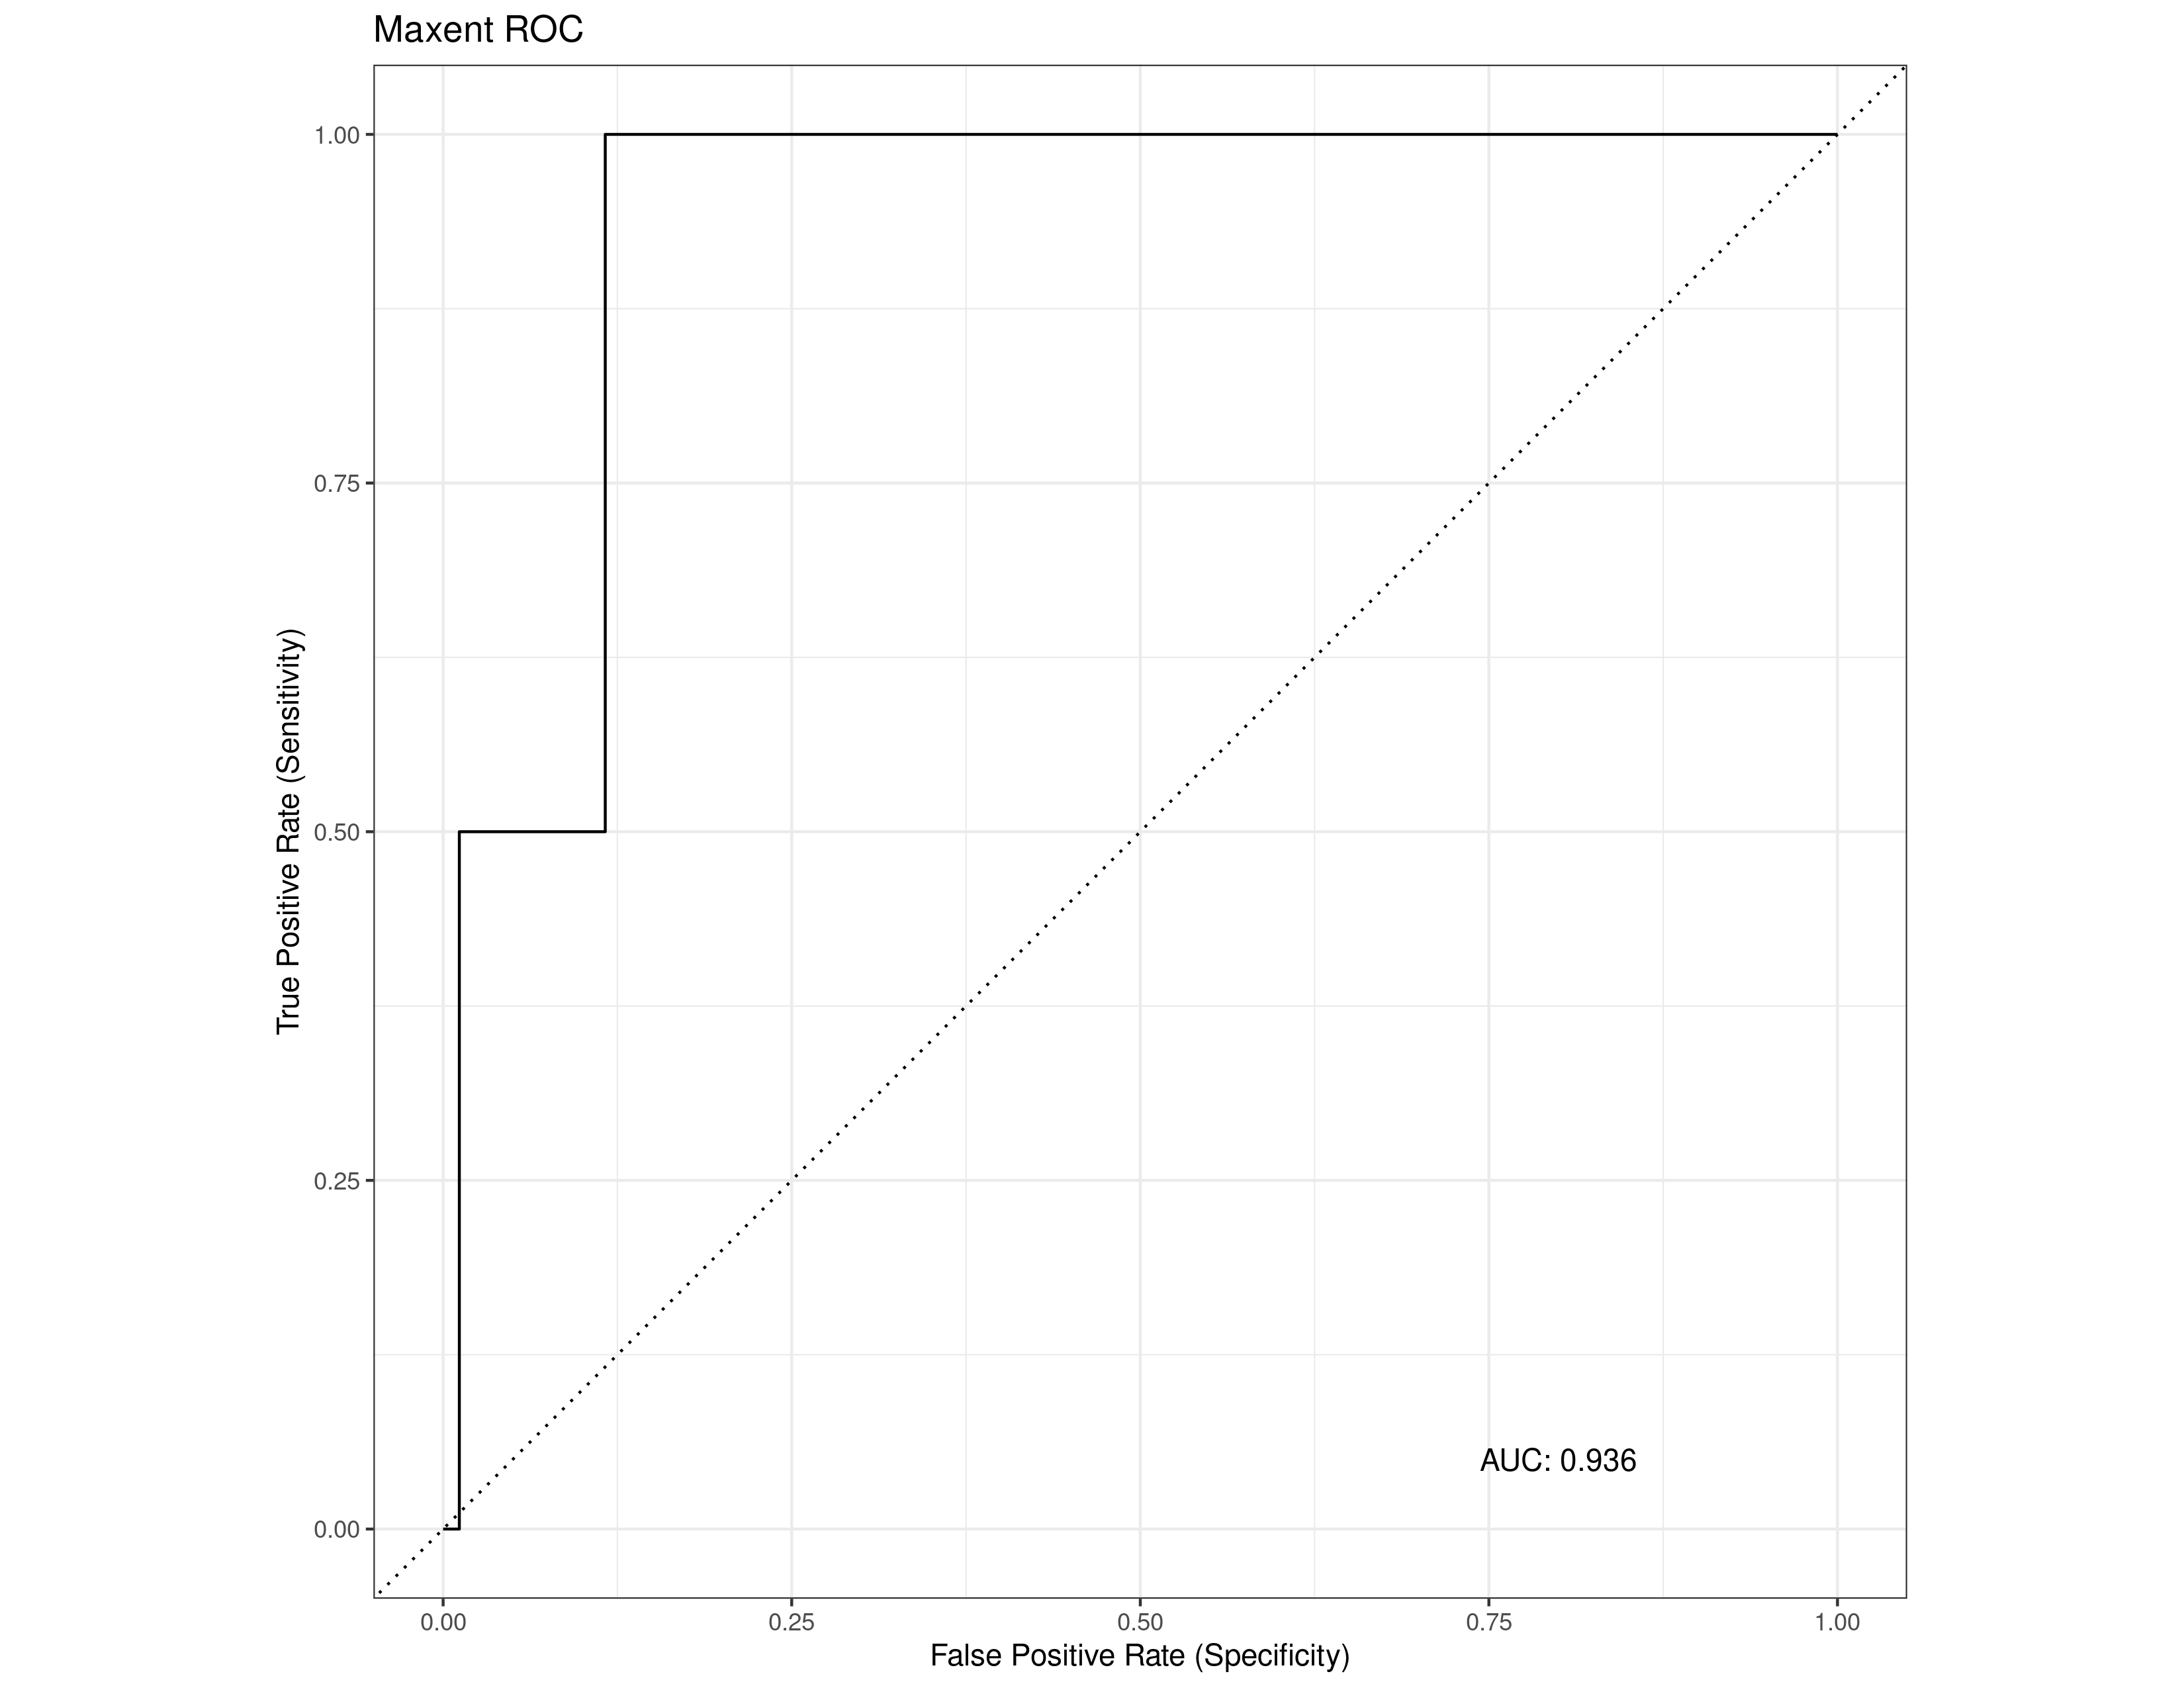 Maxent ROC
True Positive Rate (Sensitivity)
1.00
0.75
0.50
0.25
0.00
AUC: 0.936
0.00 0.25 0.50 0.75 1.00
False Positive Rate (Specificity)